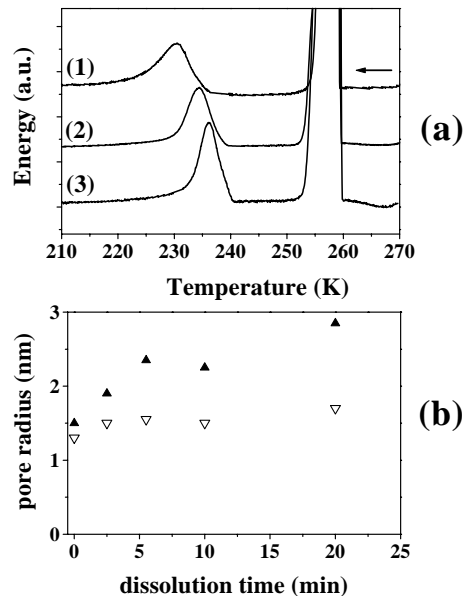 (1)
(2)
(3)
(a)
Energy (a.u.)
210 220 230 240 250 260 270
Temperature (K)
3
2
1
0
pore radius (nm)
(b)
0 5 10 15 20 25
dissolution time (min)